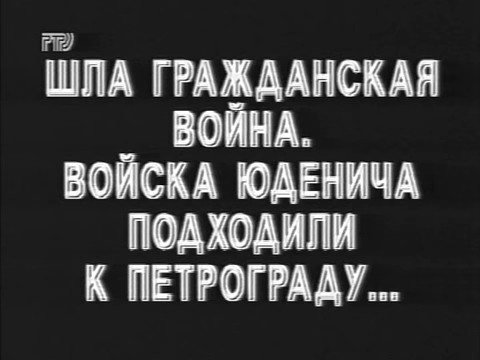 РТР
ШЛА ГРАЖДАНСКАЯ
ВОЙНА.
ВОЙСКА ЮДЕНИЧА
ПОДХОДИЛИ
К ПЕТРОГРАДУ...